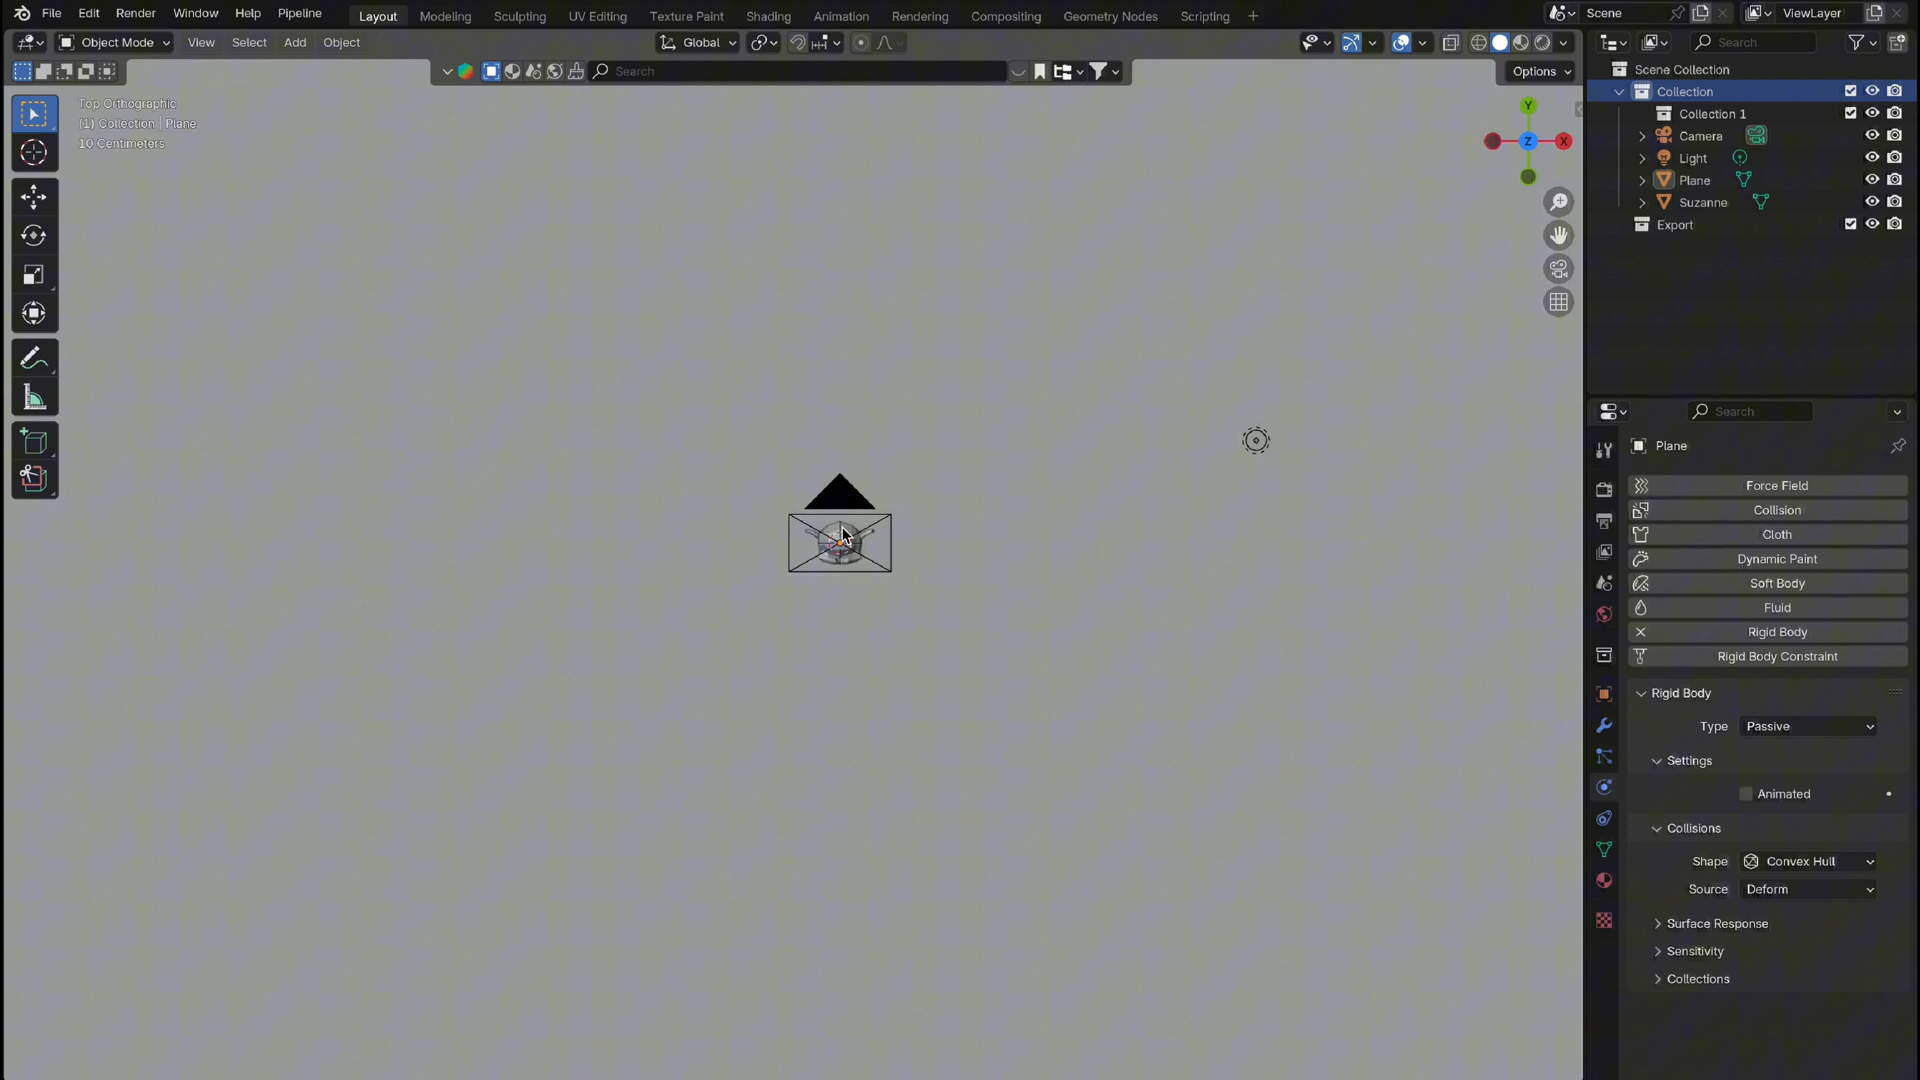 File Edit Render Window Help Pipeline Layout Modeling Sculpting UV Editing Texture Paint Shading Animation Rendering Compositing Geometry Nodes Scripting Scene ViewLayer
Object Mode View Select Add Object Global Search
Search Options
Top Orthographic
(1) Collection | Plane
10 Centimeters
Y
Z X
Scene Collection
Collection
Collection 1
Camera
Light
Plane
Suzanne
Export
Search
Plane
Force Field
Collision
Cloth
Dynamic Paint
Soft Body
Fluid
Rigid Body
Rigid Body Constraint
Rigid Body
Type Passive
Settings
Animated
Collisions
Shape Convex Hull
Source Deform
Surface Response
Sensitivity
Collections